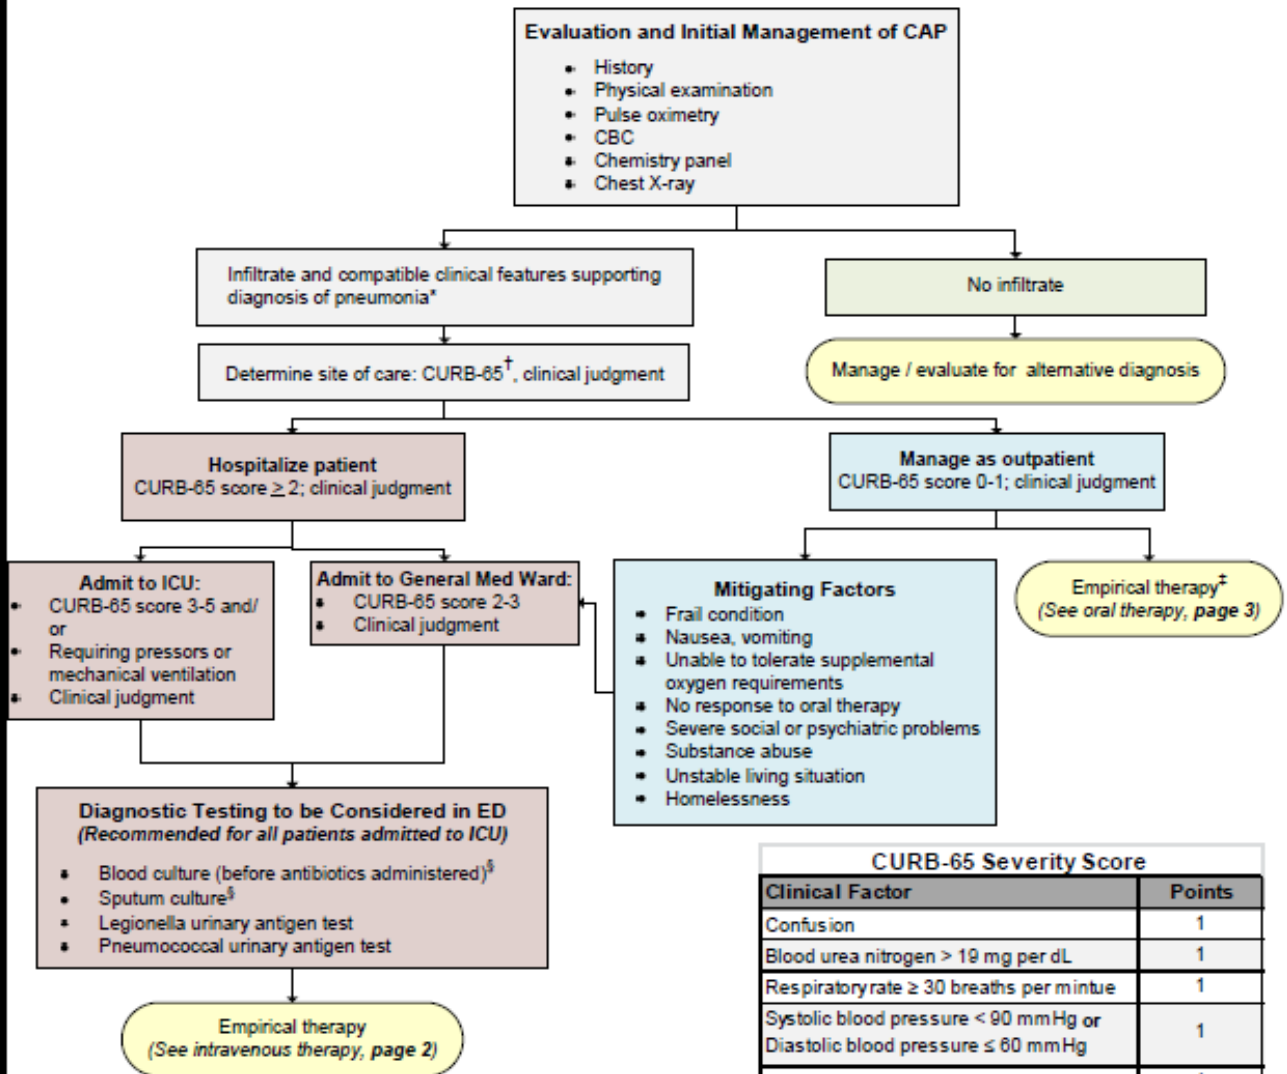 Evaluation and Initial Management of CAP
• History
• Physical examination
• Pulse oximetry
• CBC
• Chemistry panel
• Chest X-ray
Infiltrate and compatible clinical features supporting
diagnosis of pneumonia*
No infiltrate
Determine site of care: CURB-65†, clinical judgment
Manage / evaluate for alternative diagnosis
Hospitalize patient
CURB-65 score ≥ 2; clinical judgment
Manage as outpatient
CURB-65 score 0-1; clinical judgment
Admit to ICU:
• CURB-65 score 3-5 and/
or
• Requiring pressors or
mechanical ventilation
• Clinical judgment
Admit to General Med Ward:
• CURB-65 score 2-3
• Clinical judgment
Mitigating Factors
• Frail condition
• Nausea, vomiting
• Unable to tolerate supplemental
oxygen requirements
• No response to oral therapy
• Severe social or psychiatric problems
• Substance abuse
• Unstable living situation
• Homelessness
Empirical therapy‡
(See oral therapy, page 3)
Diagnostic Testing to be Considered in ED
(Recommended for all patients admitted to ICU)
• Blood culture (before antibiotics administered)§
• Sputum culture§
• Legionella urinary antigen test
• Pneumococcal urinary antigen test
Empirical therapy
(See intravenous therapy, page 2)
CURB-65 Severity Score
Clinical Factor Points
Confusion 1
Blood urea nitrogen > 19 mg per dL 1
Respiratory rate ≥ 30 breaths per mintue 1
Systolic blood pressure < 90 mmHg or
Diastolic blood pressure ≤ 60 mmHg 1